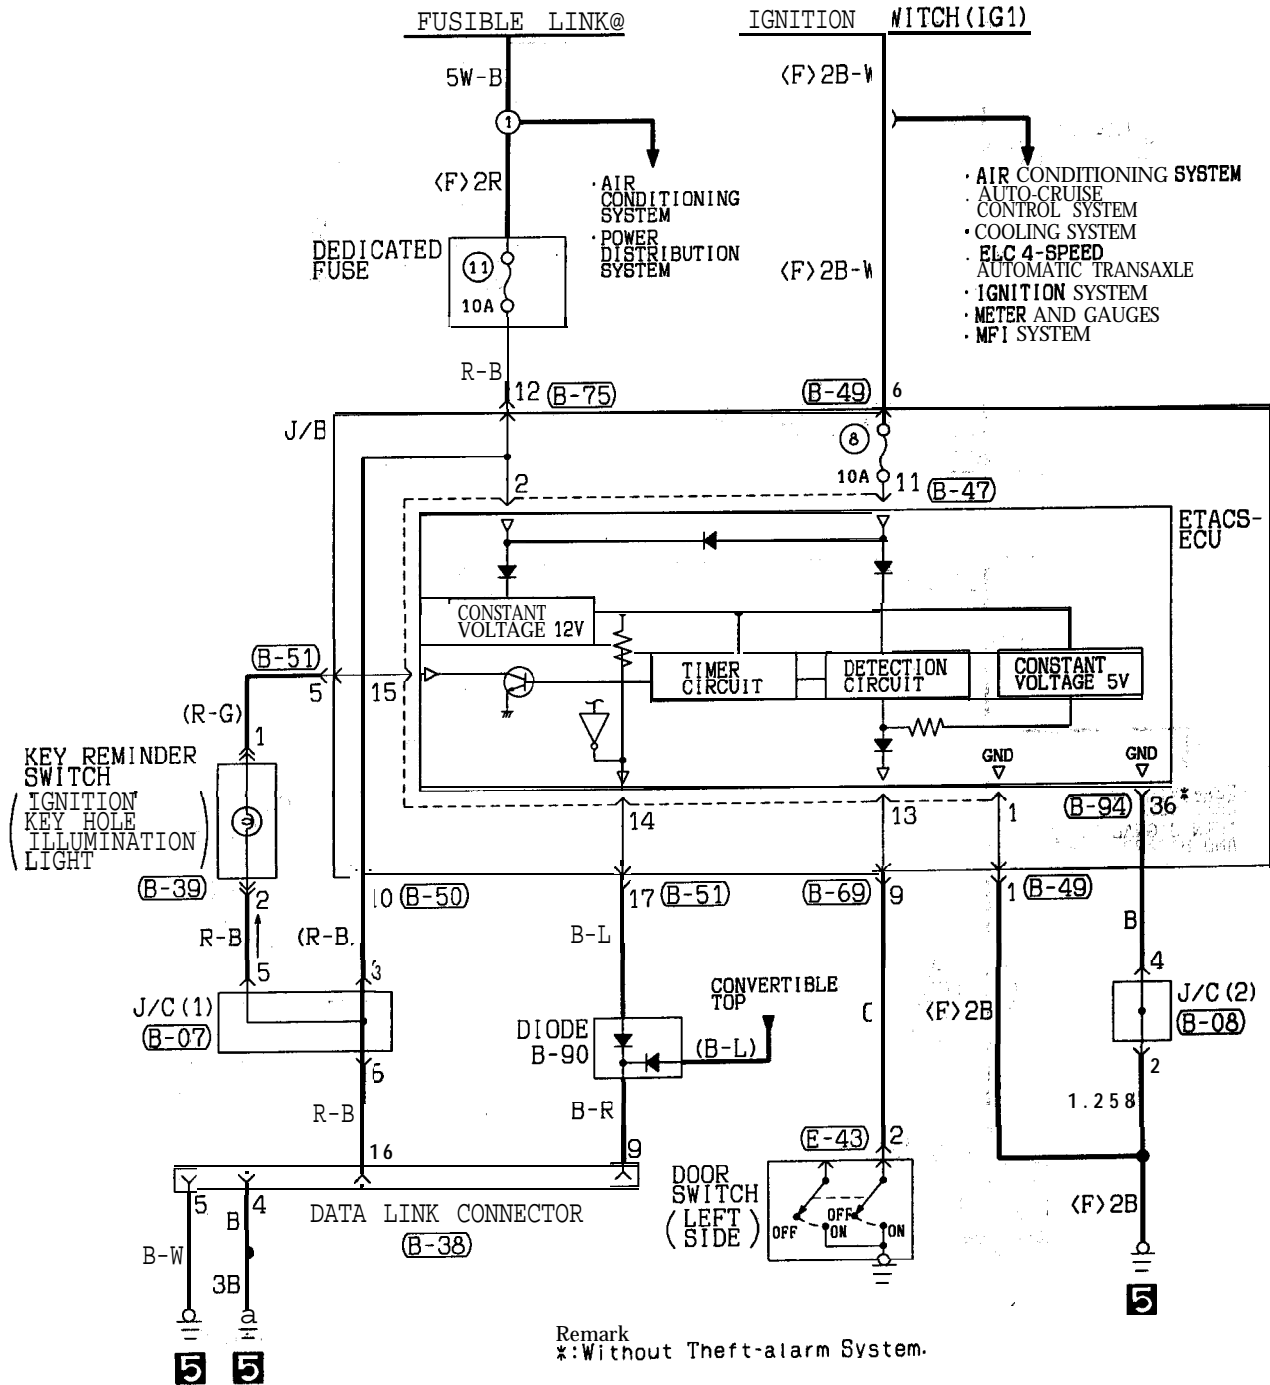 FUSIBLE LINK@
IGNITION WITCH(IG1)
5W-B
<F>2B-W
1
<F>2R
· AIR
CONDITIONING
SYSTEM
· POWER
DISTRIBUTION
SYSTEM
· AIR CONDITIONING SYSTEM
. AUTO-CRUISE
CONTROL SYSTEM
· COOLING SYSTEM
. ELC 4-SPEED
AUTOMATIC TRANSAXLE
· IGNITION SYSTEM
· METER AND GAUGES
· MFI SYSTEM
DEDICATED
FUSE
11
10A
<F>2B-W
R-B
12 B-75
B-49 6
J/B
8
10A
2
11 B-47
ETACS-
ECU
CONSTANT
VOLTAGE 12V
B-51
5
15
TIMER
CIRCUIT
DETECTION
CIRCUIT
CONSTANT
VOLTAGE 5V
(R-G)
1
GND
GND
KEY REMINDER
SWITCH
(IGNITION
KEY HOLE
ILLUMINATION
LIGHT)
14
13
1
B-94 36*
B-39
2
10 B-50
17 B-51
B-69 9
1 B-49
R-B
(R-B.
B-L
B
5
3
4
J/C(1)
B-07
CONVERTIBLE
TOP
DIODE
B-90
(B-L)
<F>2B
J/C(2)
B-08
6
2
R-B
B-R
1.258
16
9
E-43 2
5
4
DATA LINK CONNECTOR
B-38
DOOR
SWITCH
(LEFT
SIDE)
OFF
ON
OFF
ON
<F>2B
B
B-W
3B
5
5
5
Remark
*:Without Theft-alarm System.